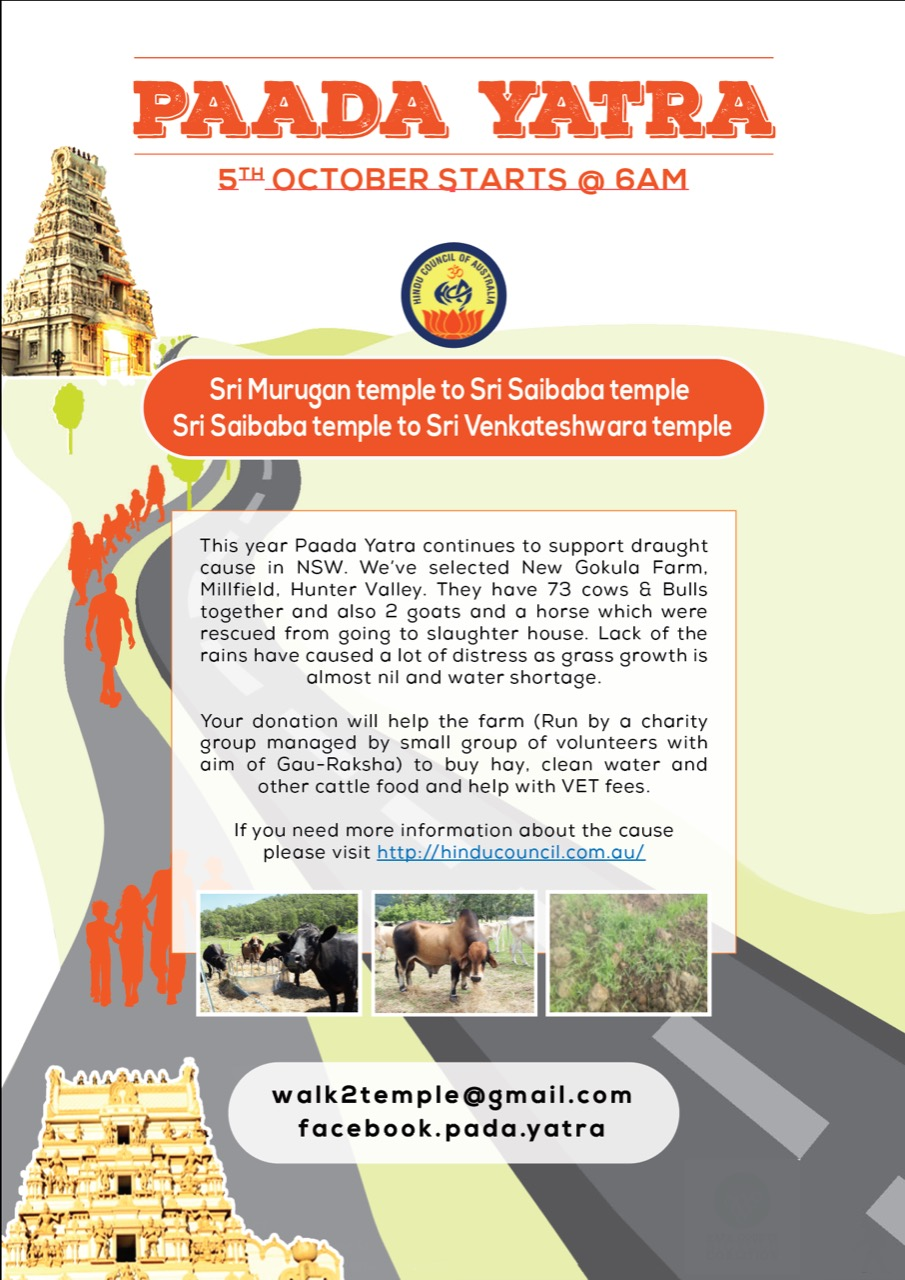 PAADA YATRA
5TH OCTOBER STARTS @ 6AM
HINDU COUNCIL OF AUSTRALIA
ॐ
HCA
Sri Murugan temple to Sri Saibaba temple
Sri Saibaba temple to Sri Venkateshwara temple
This year Paada Yatra continues to support draught
cause in NSW. We've selected New Gokula Farm,
Millfield, Hunter Valley. They have 73 cows & Bulls
together and also 2 goats and a horse which were
rescued from going to slaughter house. Lack of the
rains have caused a lot of distress as grass growth is
almost nil and water shortage.
Your donation will help the farm (Run by a charity
group managed by small group of volunteers with
aim of Gau-Raksha) to buy hay, clean water and
other cattle food and help with VET fees.
If you need more information about the cause
please visit http://hinducouncil.com.au/
walk2temple@gmail.com
facebook.pada.yatra